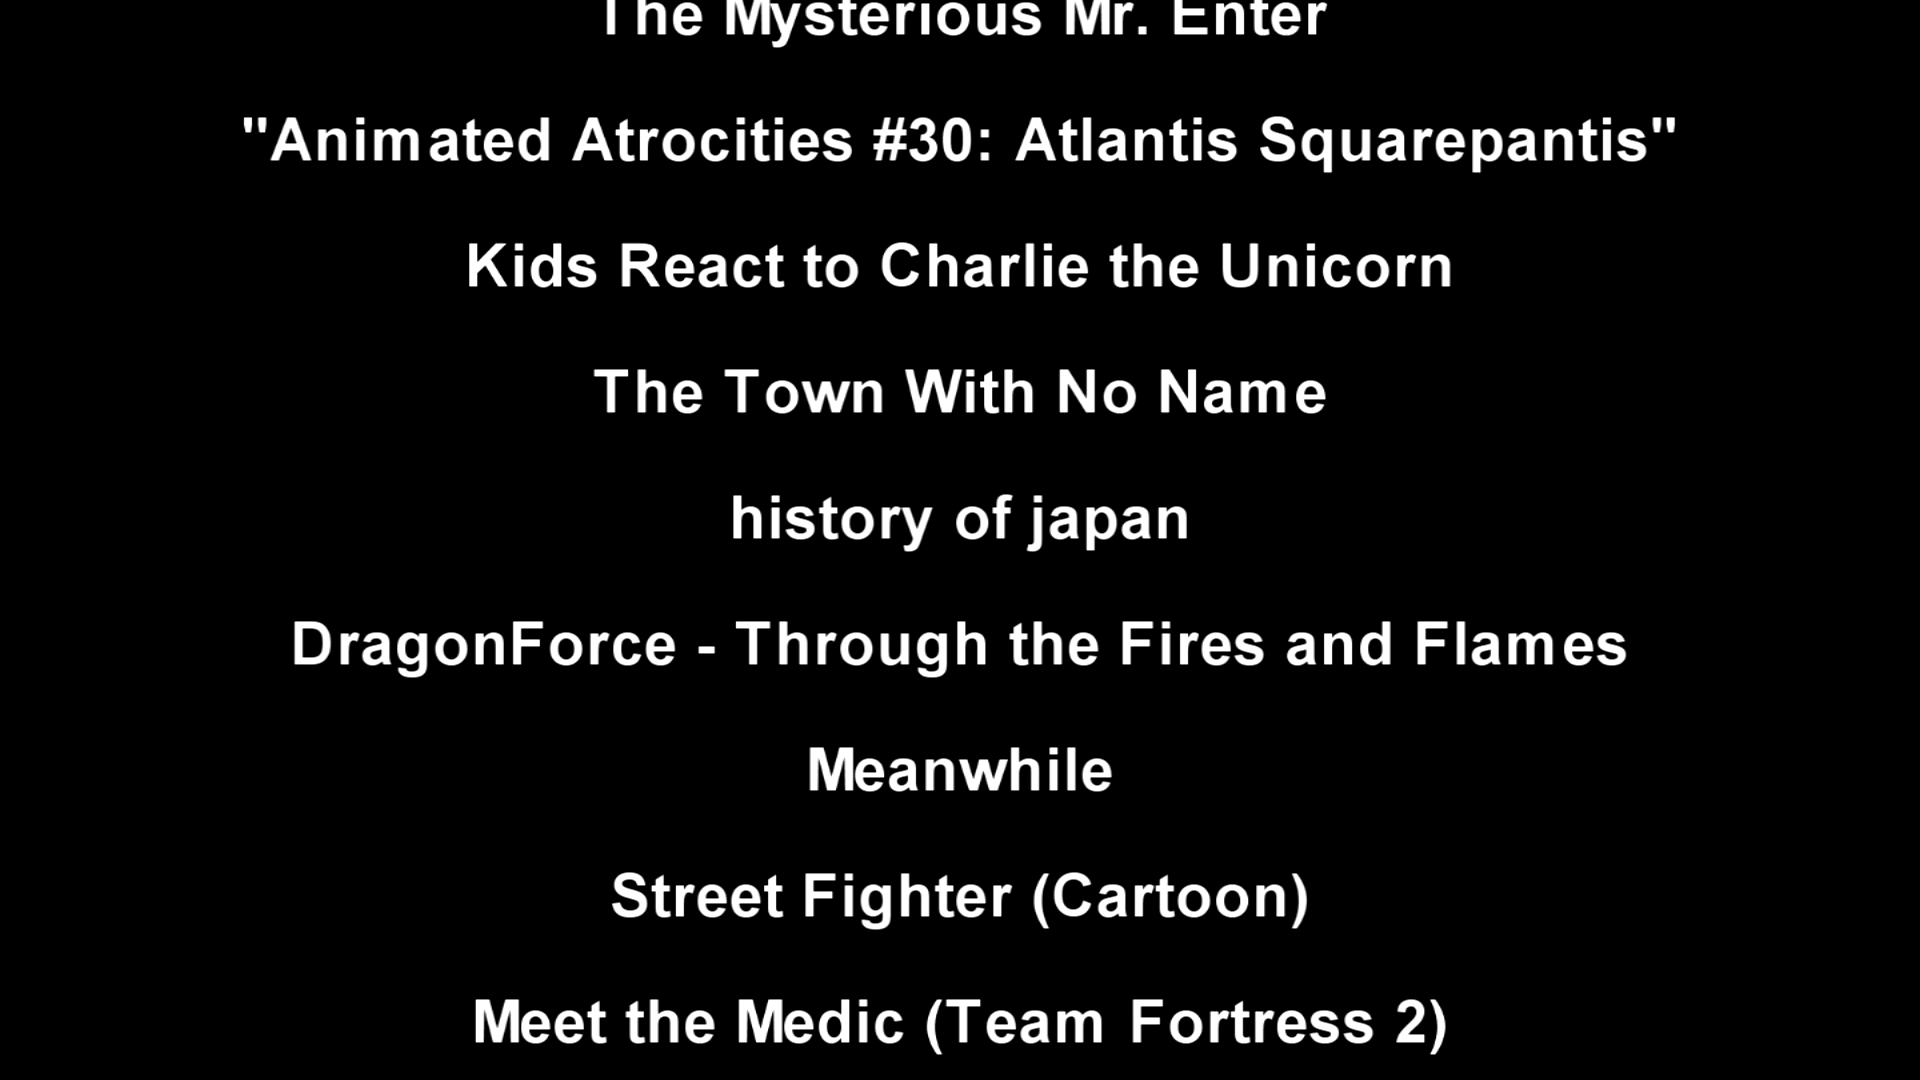 The Mysterious Mr. Enter
"Animated Atrocities #30: Atlantis Squarepantis"
Kids React to Charlie the Unicorn
The Town With No Name
history of japan
DragonForce - Through the Fires and Flames
Meanwhile
Street Fighter (Cartoon)
Meet the Medic (Team Fortress 2)